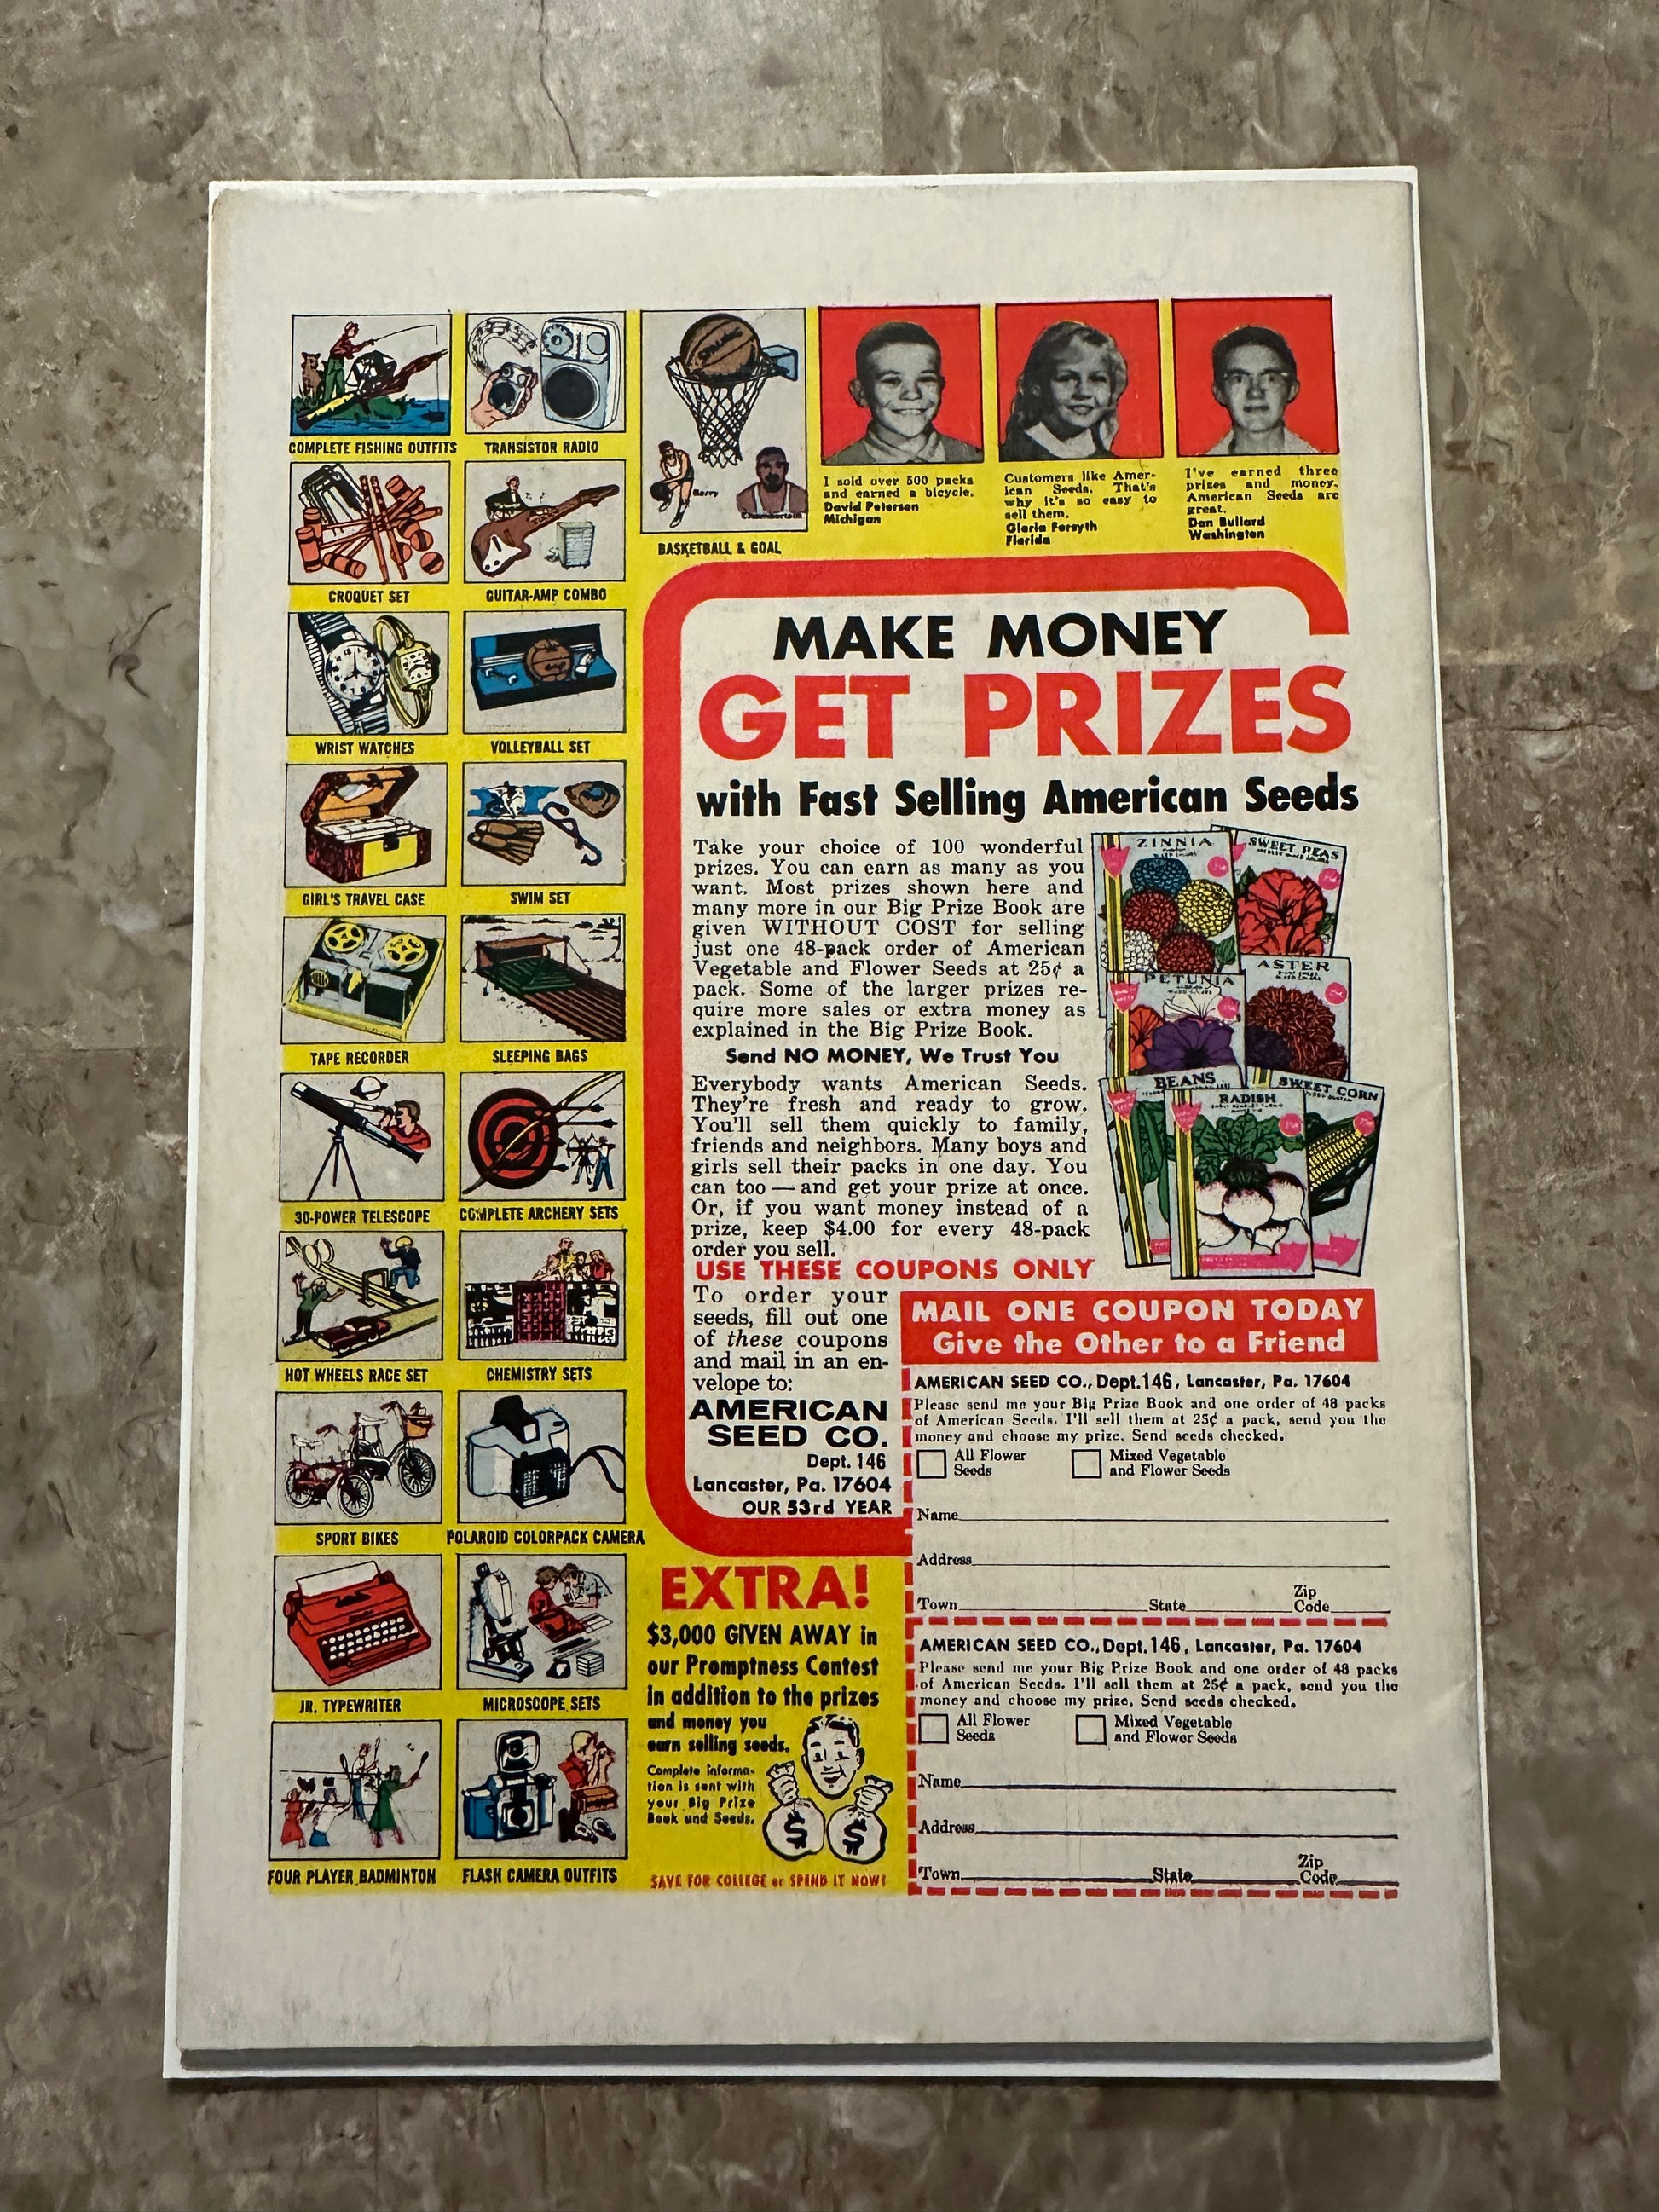 COMPLETE FISHING OUTFITS
TRANSISTOR RADIO
CROQUET SET
GUITAR-AMP COMBO
WRIST WATCHES
VOLLEYBALL SET
GIRL'S TRAVEL CASE
SWIM SET
TAPE RECORDER
SLEEPING BAGS
30-POWER TELESCOPE
COMPLETE ARCHERY SETS
HOT WHEELS RACE SET
CHEMISTRY SETS
SPORT BIKES
POLAROID COLORPACK CAMERA
JR. TYPEWRITER
MICROSCOPE SETS
FOUR PLAYER BADMINTON
FLASH CAMERA OUTFITS
Barry
Chamberlain
BASKETBALL & GOAL
I sold over 500 packs
and earned a bicycle.
David Peterson
Michigan
Customers like Amer-
ican Seeds. That's
why it's so easy to
sell them.
Gloria Forsyth
Florida
I've earned three
prizes and money.
American Seeds are
great.
Dan Bullard
Washington
MAKE MONEY
GET PRIZES
with Fast Selling American Seeds
Take your choice of 100 wonderful
prizes. You can earn as many as you
want. Most prizes shown here and
many more in our Big Prize Book are
given WITHOUT COST for selling
just one 48-pack order of American
Vegetable and Flower Seeds at 25¢ a
pack. Some of the larger prizes re-
quire more sales or extra money as
explained in the Big Prize Book.
Send NO MONEY, We Trust You
Everybody wants American Seeds.
They're fresh and ready to grow.
You'll sell them quickly to family,
friends and neighbors. Many boys and
girls sell their packs in one day. You
can too — and get your prize at once.
Or, if you want money instead of a
prize, keep $4.00 for every 48-pack
order you sell.
ZINNIA
SWEET PEAS
PETUNIA
ASTER
BEANS
RADISH
SWEET CORN
USE THESE COUPONS ONLY
To order your
seeds, fill out one
of these coupons
and mail in an en-
velope to:
AMERICAN
SEED CO.
Dept. 146
Lancaster, Pa. 17604
OUR 53rd YEAR
MAIL ONE COUPON TODAY
Give the Other to a Friend
AMERICAN SEED CO., Dept. 146, Lancaster, Pa. 17604
Please send me your Big Prize Book and one order of 48 packs
of American Seeds. I'll sell them at 25¢ a pack, send you the
money and choose my prize. Send seeds checked.
All Flower
Seeds
Mixed Vegetable
and Flower Seeds
Name
Address
Town State Zip
Code
AMERICAN SEED CO., Dept. 146, Lancaster, Pa. 17604
Please send me your Big Prize Book and one order of 48 packs
of American Seeds. I'll sell them at 25¢ a pack, send you the
money and choose my prize. Send seeds checked.
All Flower
Seeds
Mixed Vegetable
and Flower Seeds
Name
Address
Town State Zip
Code
EXTRA!
$3,000 GIVEN AWAY in
our Promptness Contest
in addition to the prizes
and money you
earn selling seeds.
Complete informa-
tion is sent with
your Big Prize
Book and Seeds.
$ $
SAVE FOR COLLEGE or SPEND IT NOW!